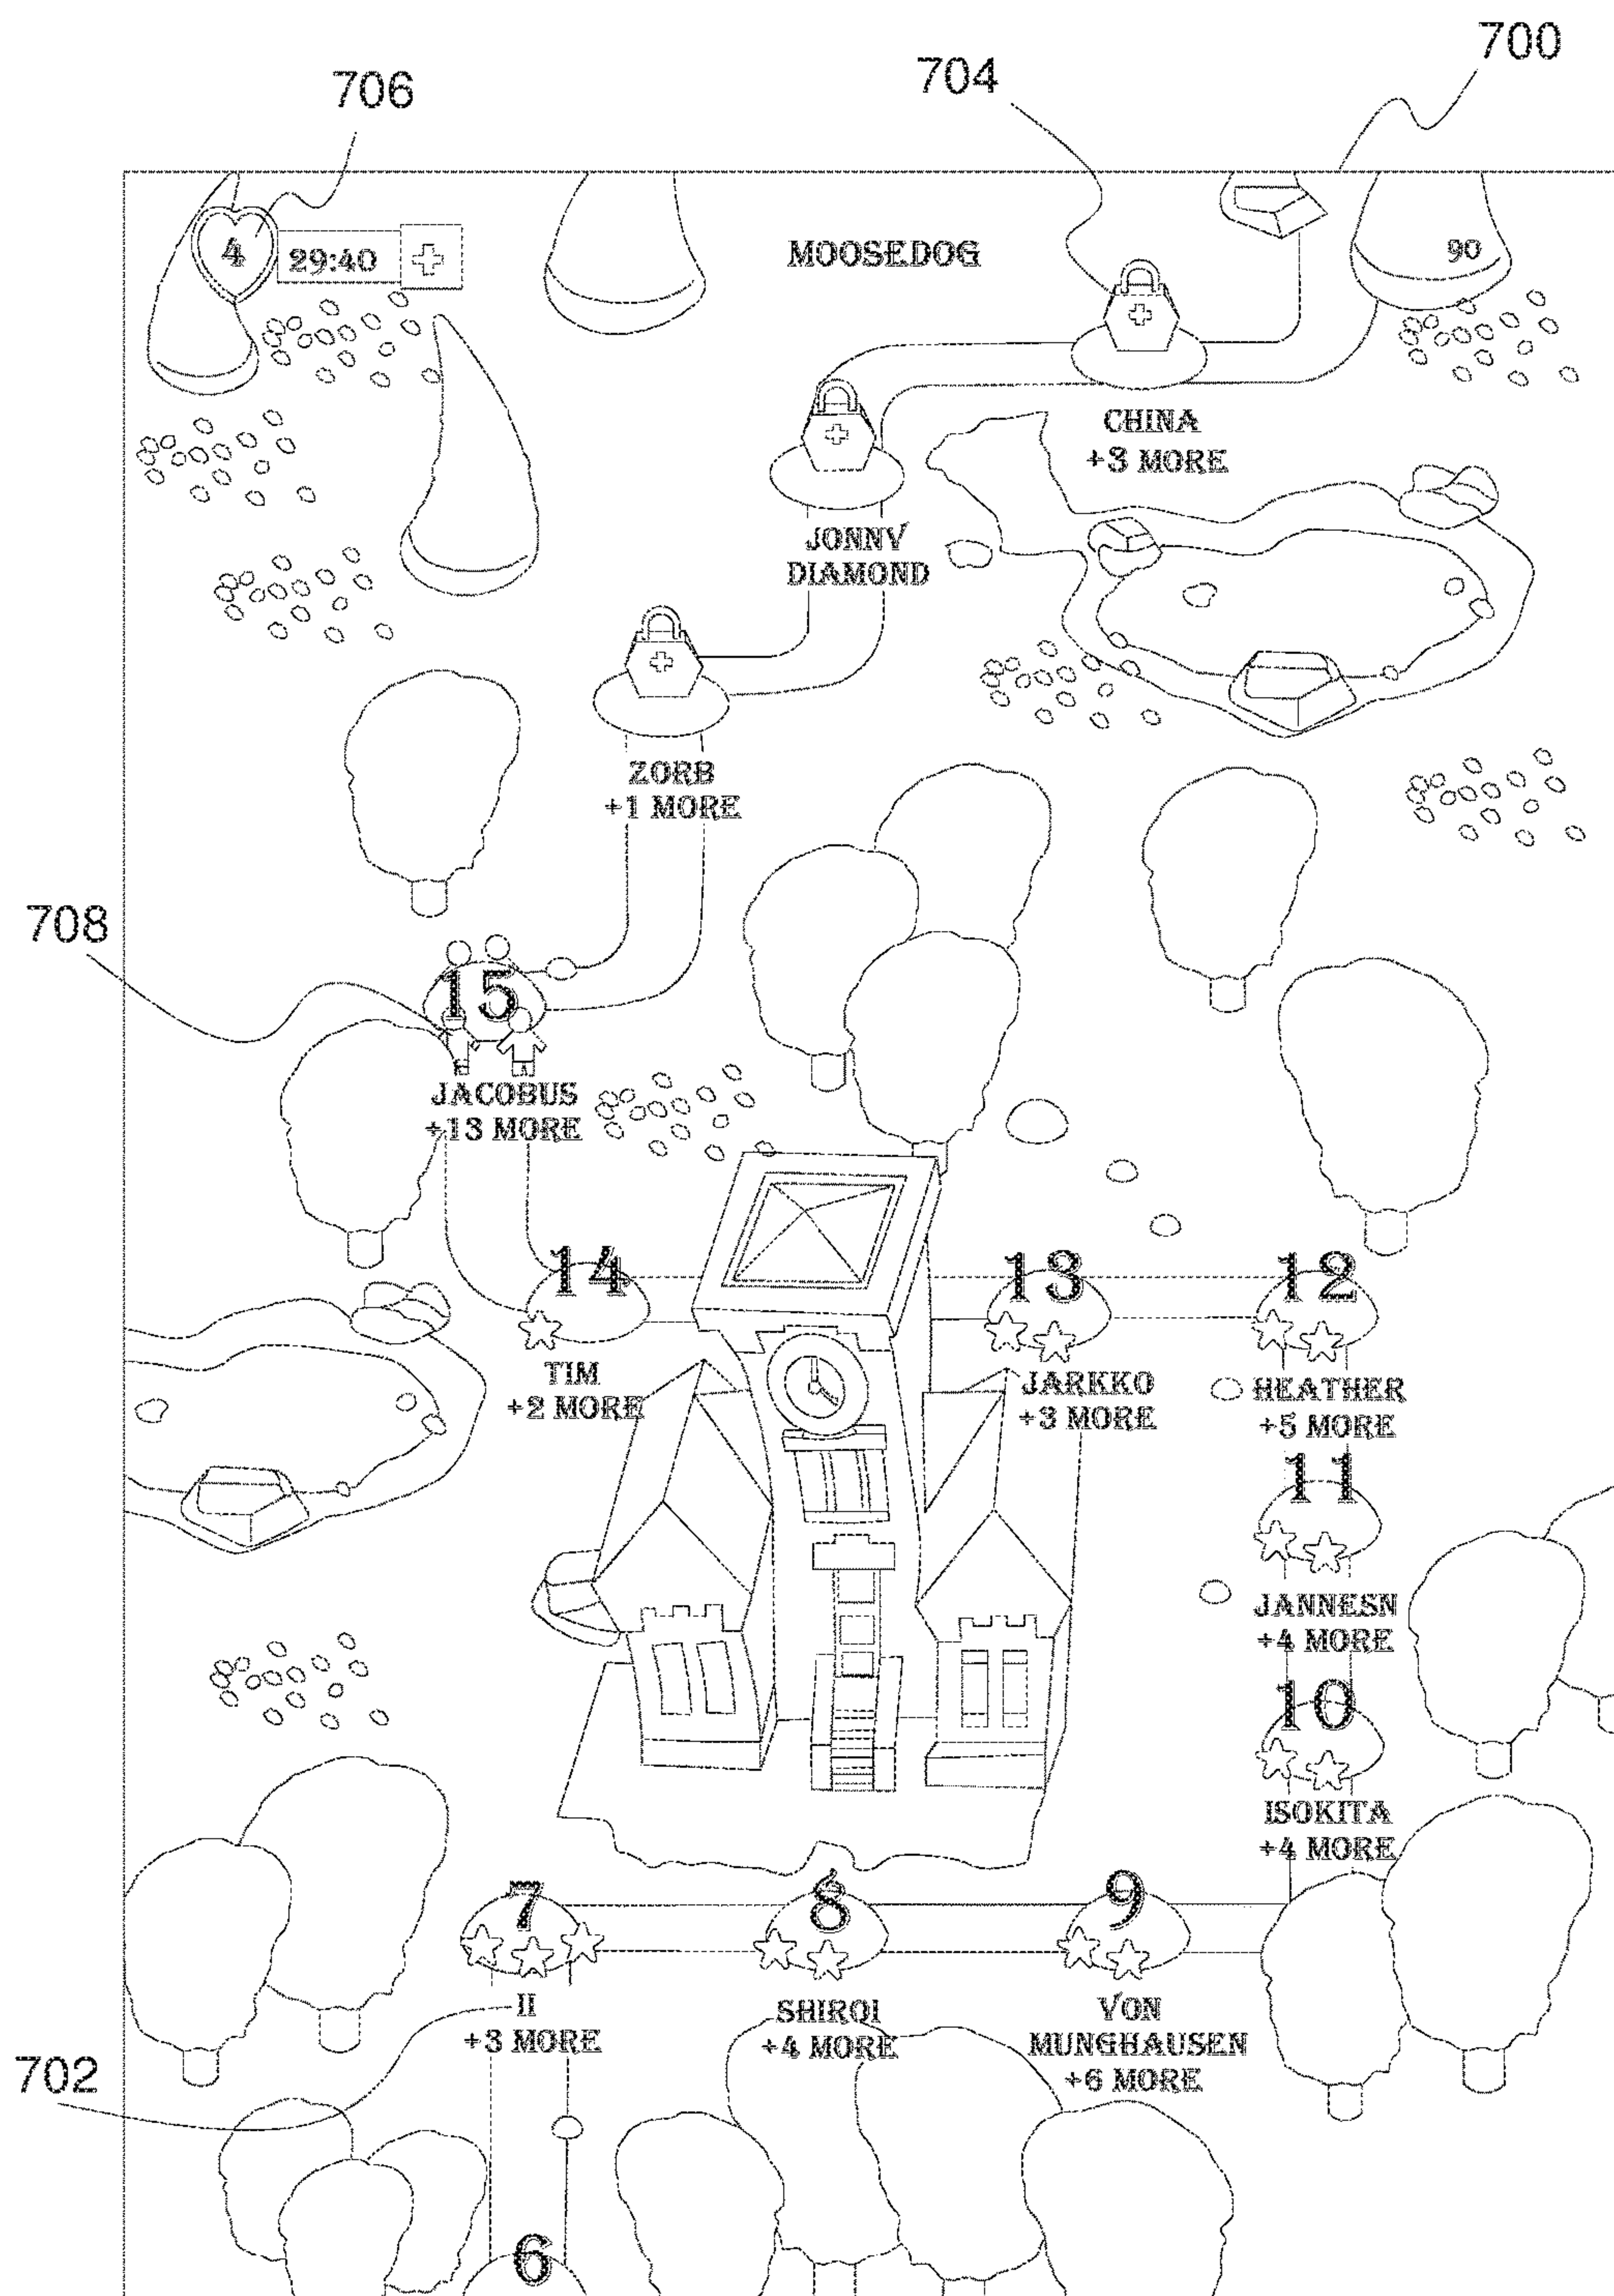 700
704
706
4
29:40
MOOSEDOG
90
CHINA
+3 MORE
JONNV
DIAMOND
ZORB
+1 MORE
708
15
JACOBUS
+13 MORE
14
13
12
TIM
+2 MORE
JARKKO
+3 MORE
HEATHER
+5 MORE
11
JANNESN
+4 MORE
10
ISOKITA
+4 MORE
7
8
9
II
+3 MORE
SHIROI
+4 MORE
VON
MUNGHAUSEN
+6 MORE
702
6